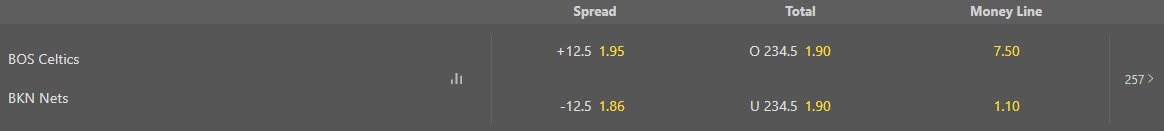 Spread Total Money Line
BOS Celtics +12.5 1.95 O 234.5 1.90 7.50
257
BKN Nets -12.5 1.86 U 234.5 1.90 1.10